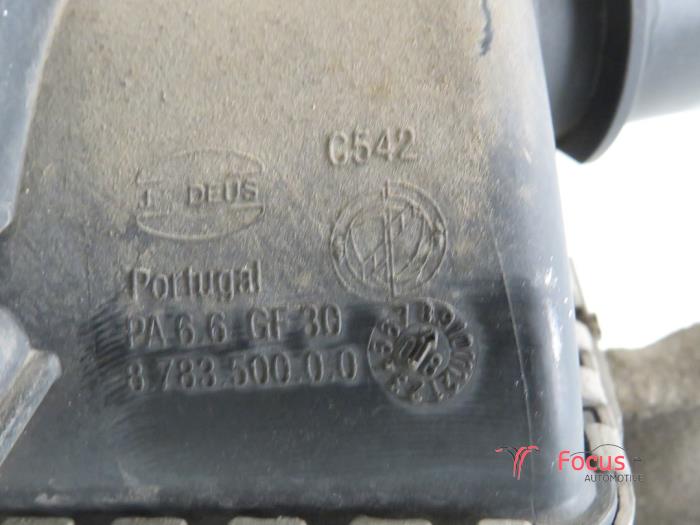 C542
J. DEUS
Portugal
PA 6.6 GF 30
8.783.500.0.0
Focus
AUTOMOTIVE